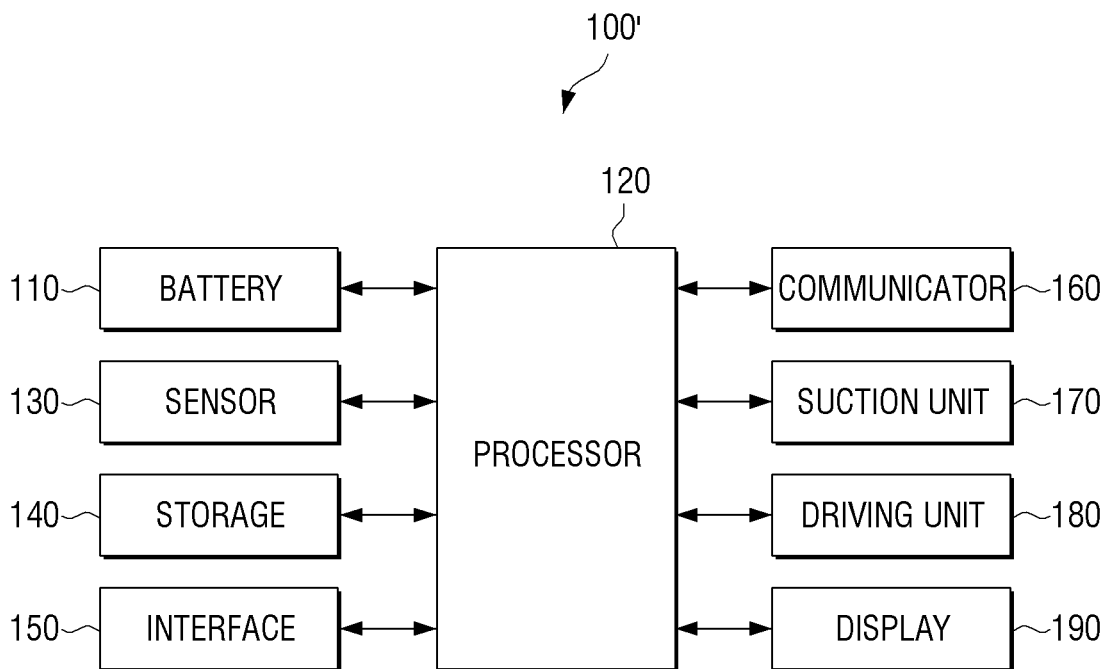 100'
120
110 BATTERY
COMMUNICATOR 160
130 SENSOR
SUCTION UNIT 170
PROCESSOR
140 STORAGE
DRIVING UNIT 180
150 INTERFACE
DISPLAY 190